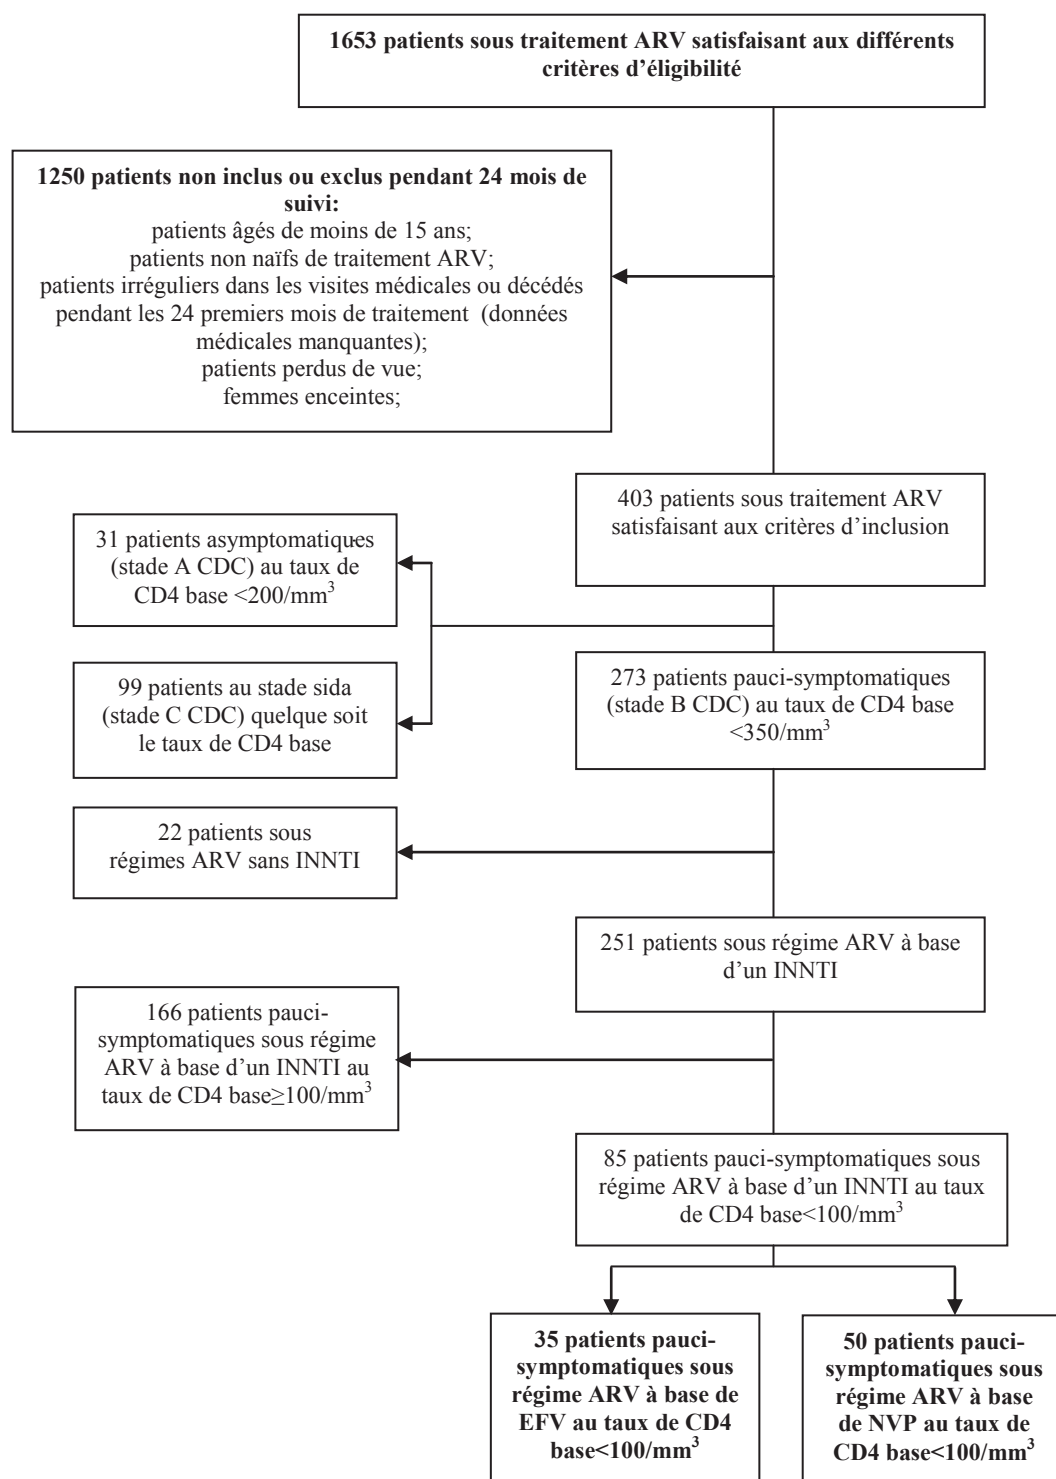 1653 patients sous traitement ARV satisfaisant aux différents
critères d'éligibilité
1250 patients non inclus ou exclus pendant 24 mois de
suivi:
patients âgés de moins de 15 ans;
patients non naïfs de traitement ARV;
patients irréguliers dans les visites médicales ou décédés
pendant les 24 premiers mois de traitement (données
médicales manquantes);
patients perdus de vue;
femmes enceintes;
403 patients sous traitement ARV
satisfaisant aux critères d'inclusion
31 patients asymptomatiques
(stade A CDC) au taux de
CD4 base <200/mm³
99 patients au stade sida
(stade C CDC) quelque soit
le taux de CD4 base
273 patients pauci-symptomatiques
(stade B CDC) au taux de CD4 base
<350/mm³
22 patients sous
régimes ARV sans INNTI
251 patients sous régime ARV à base
d'un INNTI
166 patients pauci-
symptomatiques sous régime
ARV à base d'un INNTI au
taux de CD4 base≥100/mm³
85 patients pauci-symptomatiques sous
régime ARV à base d'un INNTI au taux
de CD4 base<100/mm³
35 patients pauci-
symptomatiques sous
régime ARV à base de
EFV au taux de CD4
base<100/mm³
50 patients pauci-
symptomatiques sous
régime ARV à base
de NVP au taux de
CD4 base<100/mm³